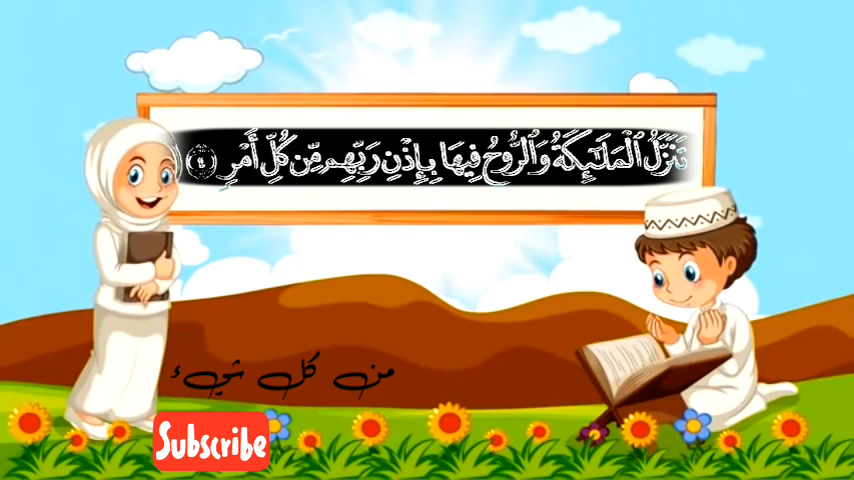 تَنَزَّلُ ٱلْمَلَـٰٓئِكَةُ وَٱلرُّوحُ فِيهَا بِإِذْنِ رَبِّهِم مِّن كُلِّ أَمْرٍ ٤
من كل شيء
Subscribe